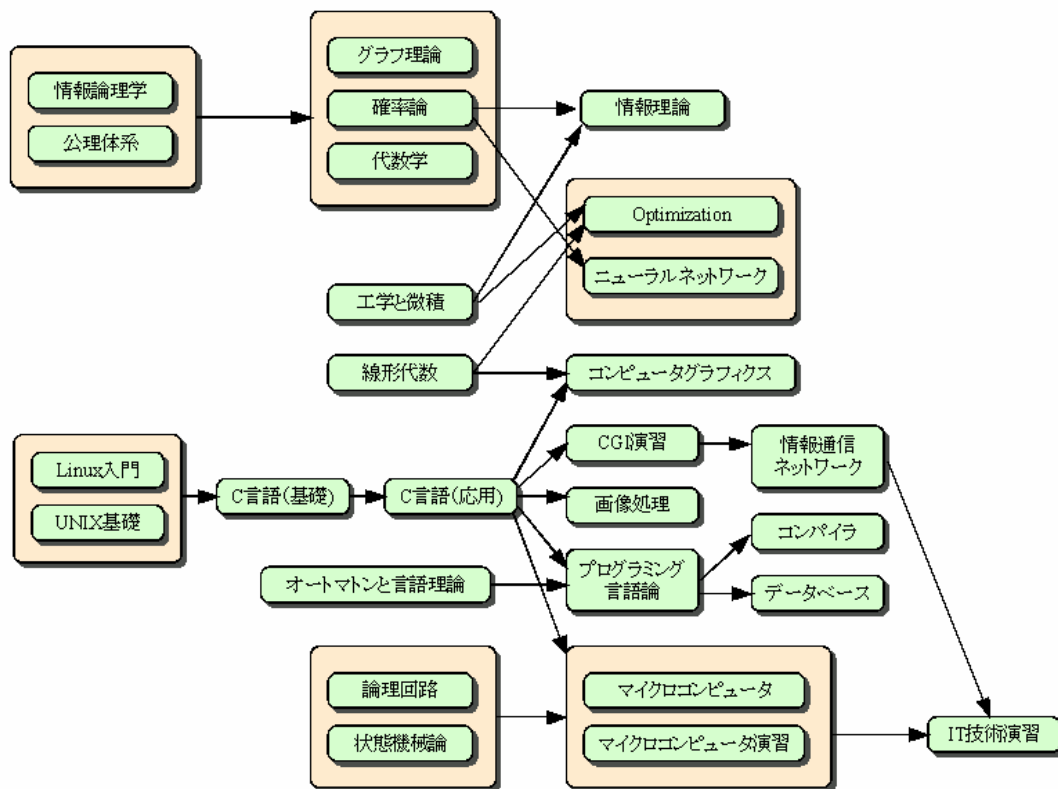 グラフ理論
情報論理学
確率論
情報理論
公理体系
代数学
Optimization
ニューラルネットワーク
工学と微積
線形代数
コンピュータグラフィクス
CGI演習
情報通信
ネットワーク
Linux入門
C言語(基礎)
C言語(応用)
画像処理
UNIX基礎
コンパイラ
オートマトンと言語理論
プログラミング
言語論
データベース
論理回路
マイクロコンピュータ
状態機械論
マイクロコンピュータ演習
IT技術演習